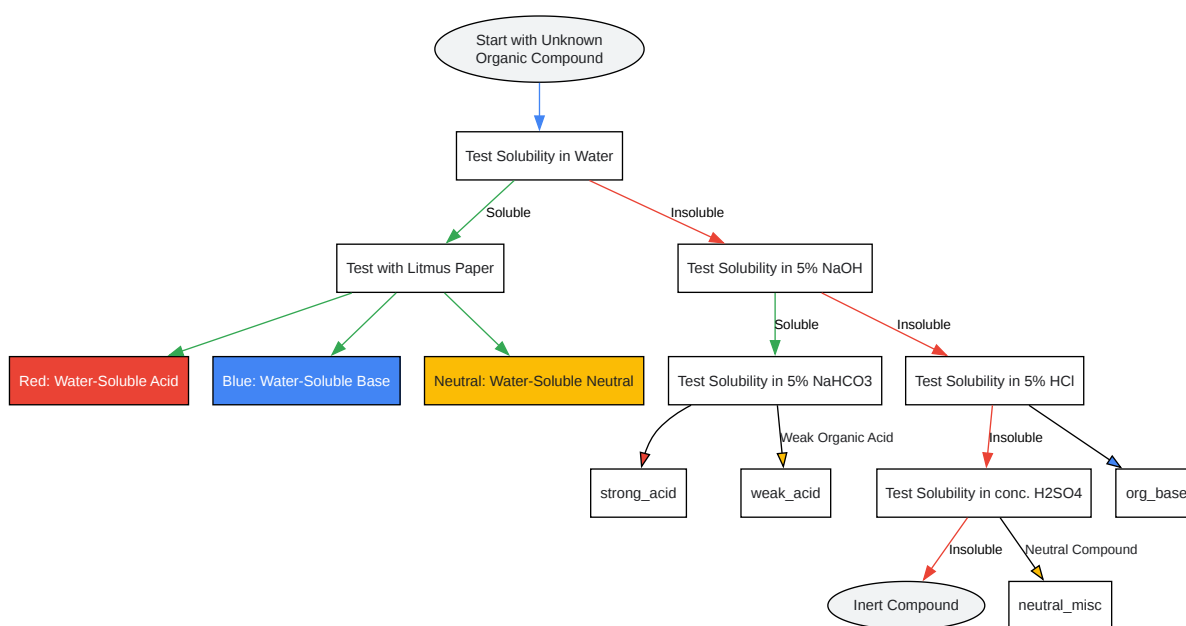 Start with Unknown
Organic Compound
Test Solubility in Water
Soluble
Insoluble
Test with Litmus Paper
Test Solubility in 5% NaOH
Soluble
Insoluble
Red: Water-Soluble Acid
Blue: Water-Soluble Base
Neutral: Water-Soluble Neutral
Test Solubility in 5% NaHCO3
Test Solubility in 5% HCl
Weak Organic Acid
Insoluble
strong_acid
weak_acid
Test Solubility in conc. H2SO4
org_base
Insoluble
Neutral Compound
Inert Compound
neutral_misc